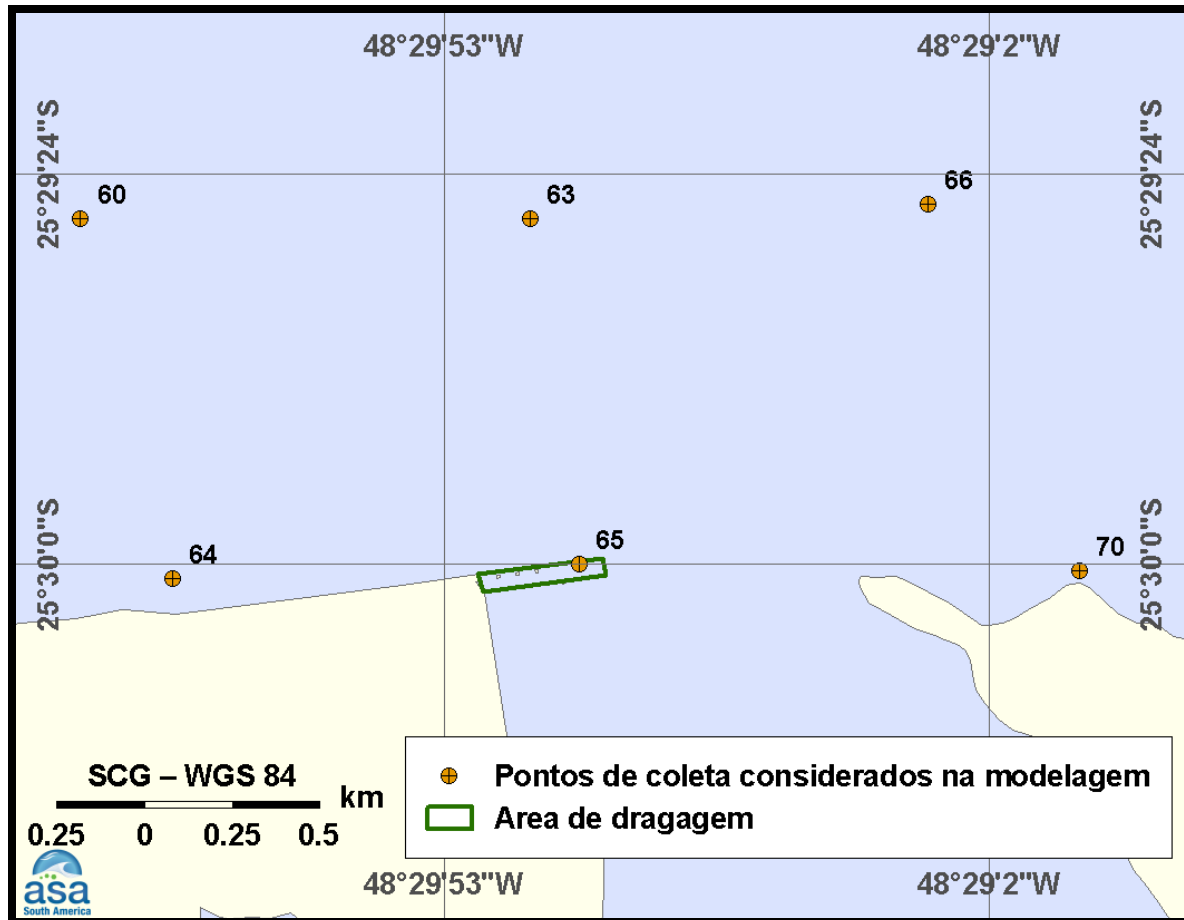 48°29'53"W
48°29'2"W
25°29'24"S
25°29'24"S
60
63
66
25°30'0"S
25°30'0"S
64
65
70
SCG – WGS 84
km
0.25 0 0.25 0.5
Pontos de coleta considerados na modelagem
Area de dragagem
48°29'53"W
48°29'2"W
asa
South America